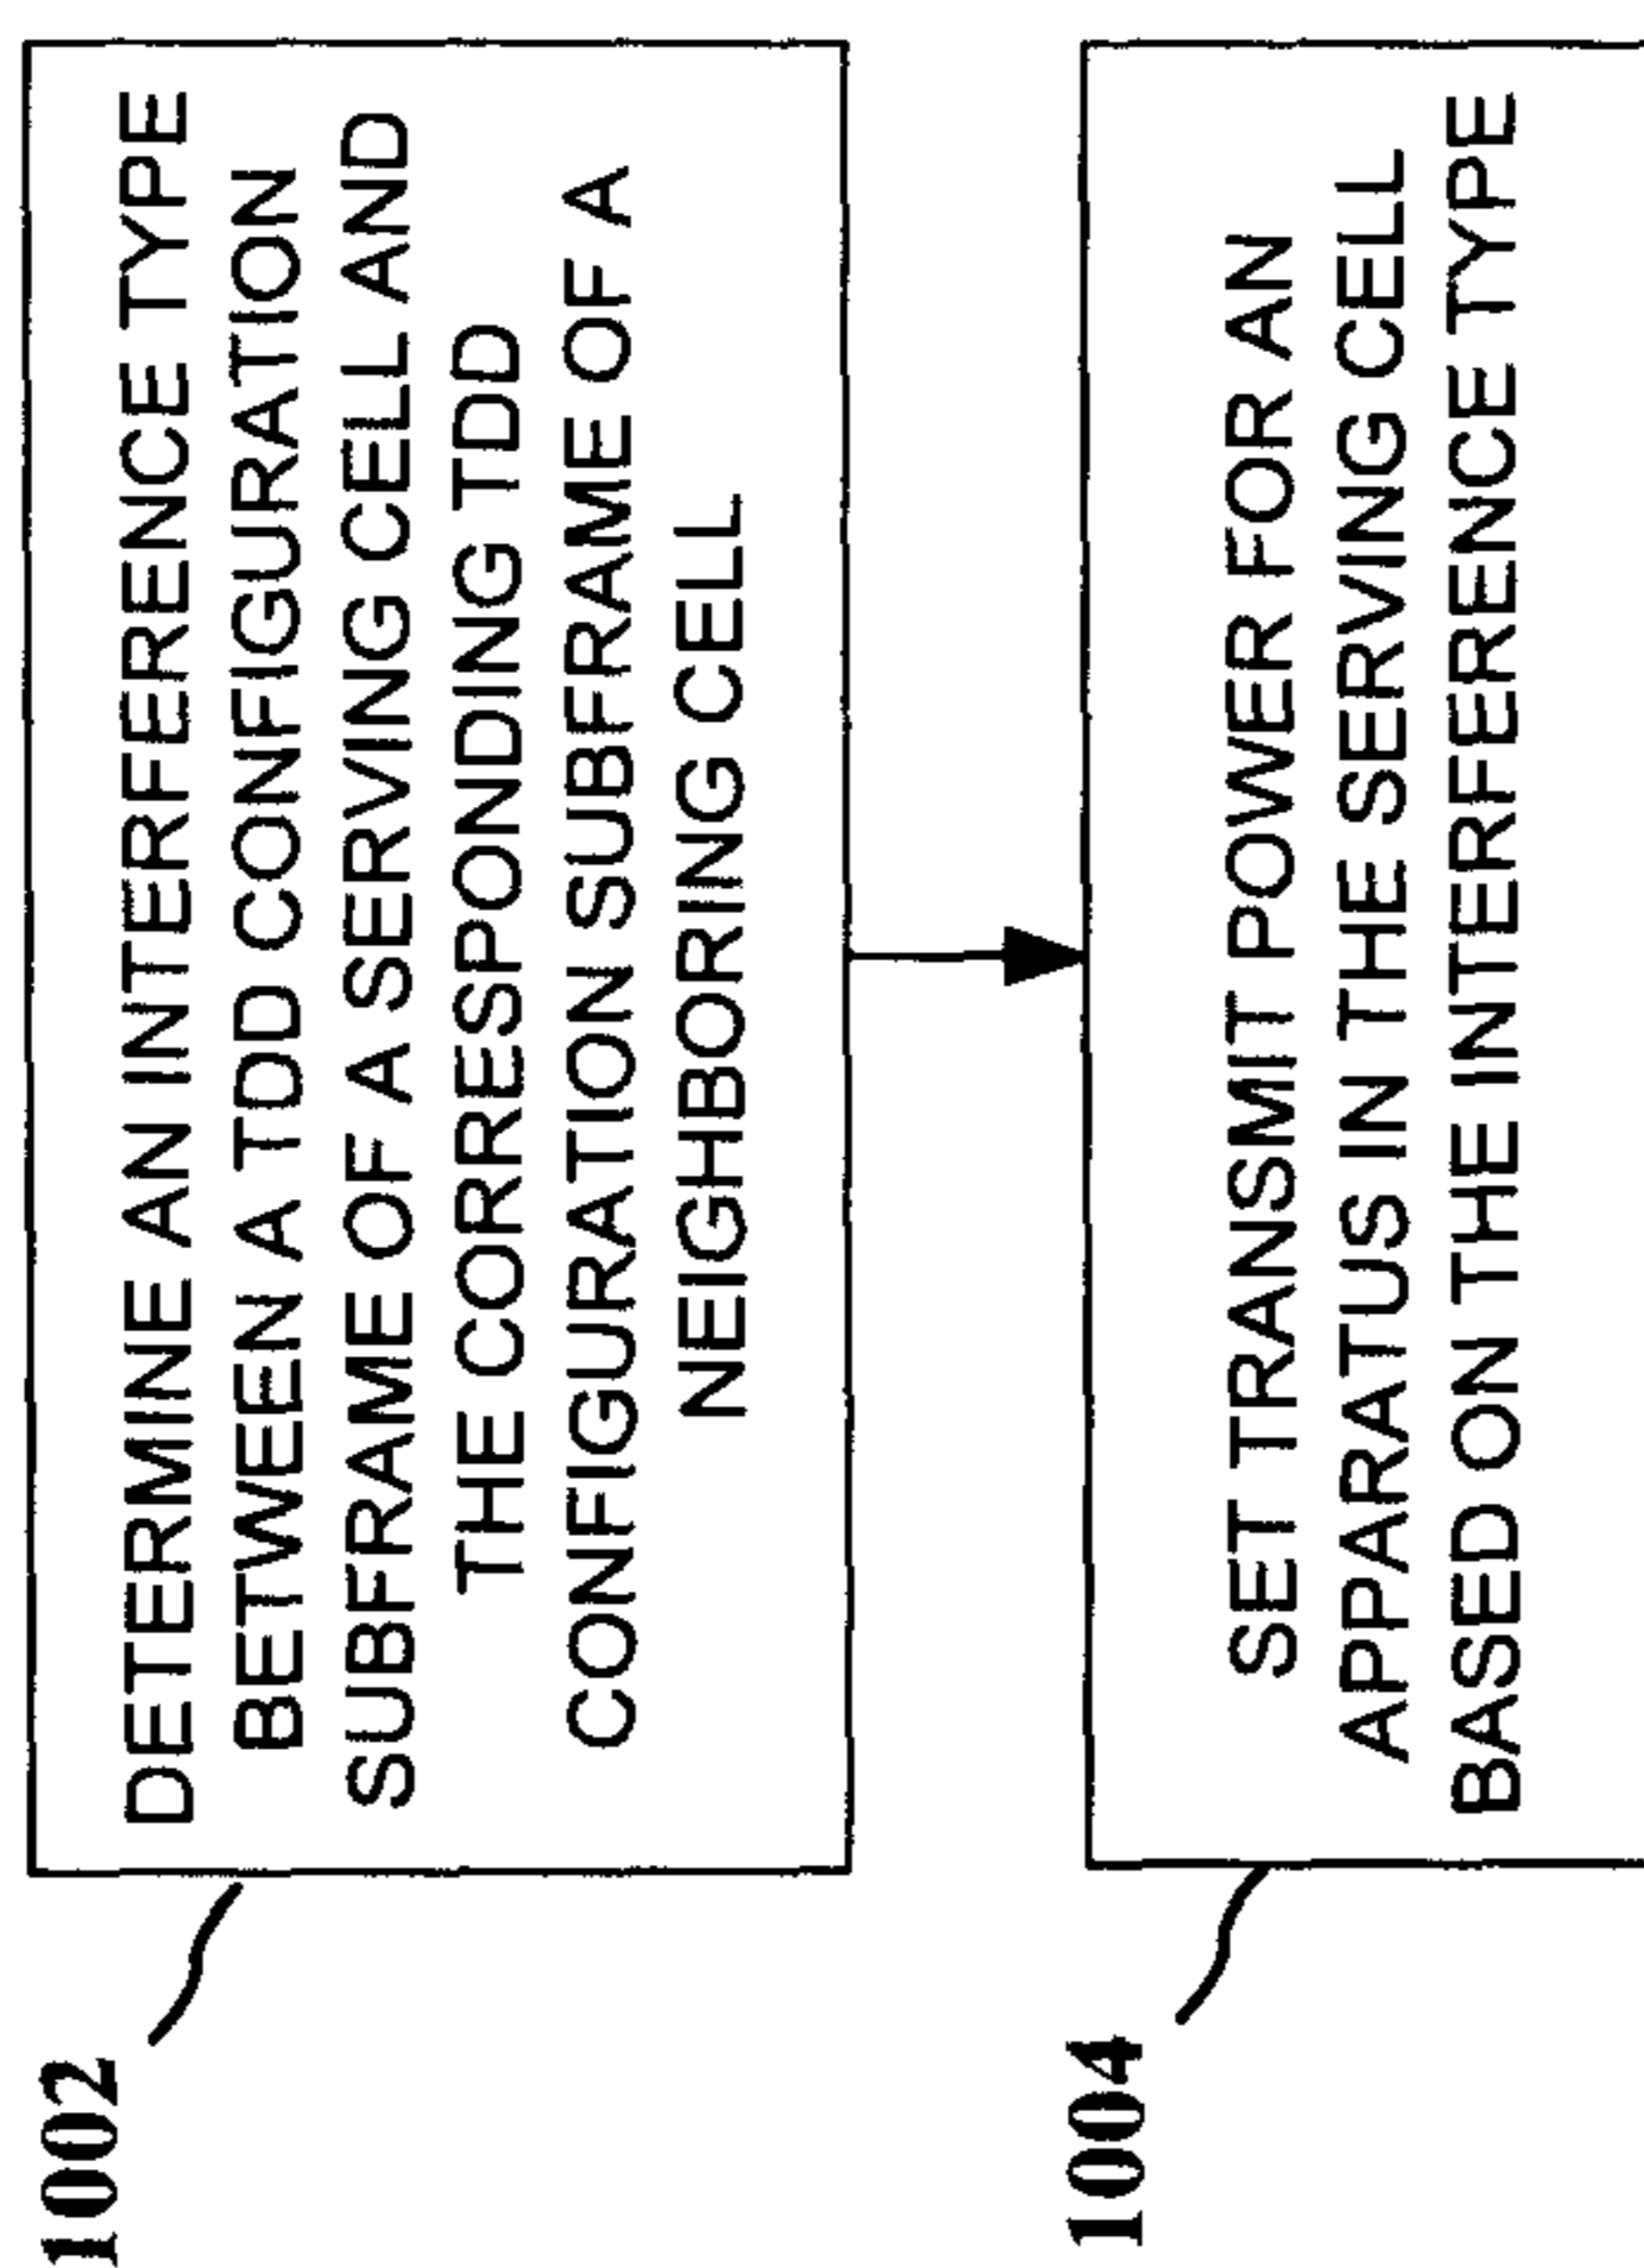 1002
DETERMINE AN INTERFERENCE TYPE
BETWEEN A TDD CONFIGURATION
SUBFRAME OF A SERVING CELL AND
THE CORRESPONDING TDD
CONFIGURATION SUBFRAME OF A
NEIGHBORING CELL
1004
SET TRANSMIT POWER FOR AN
APPARATUS IN THE SERVING CELL
BASED ON THE INTERFERENCE TYPE